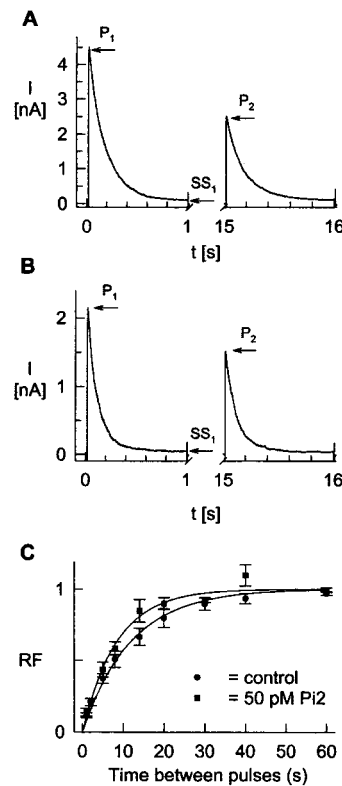 A
P1
I
[nA]
4
3
2
1
0
P2
SS1
0 1 15 16
t [s]
B
P1
I
[nA]
2
1
0
P2
SS1
0 1 15 16
t [s]
C
1
RF
0
= control
= 50 pM Pi2
0 10 20 30 40 50 60
Time between pulses (s)